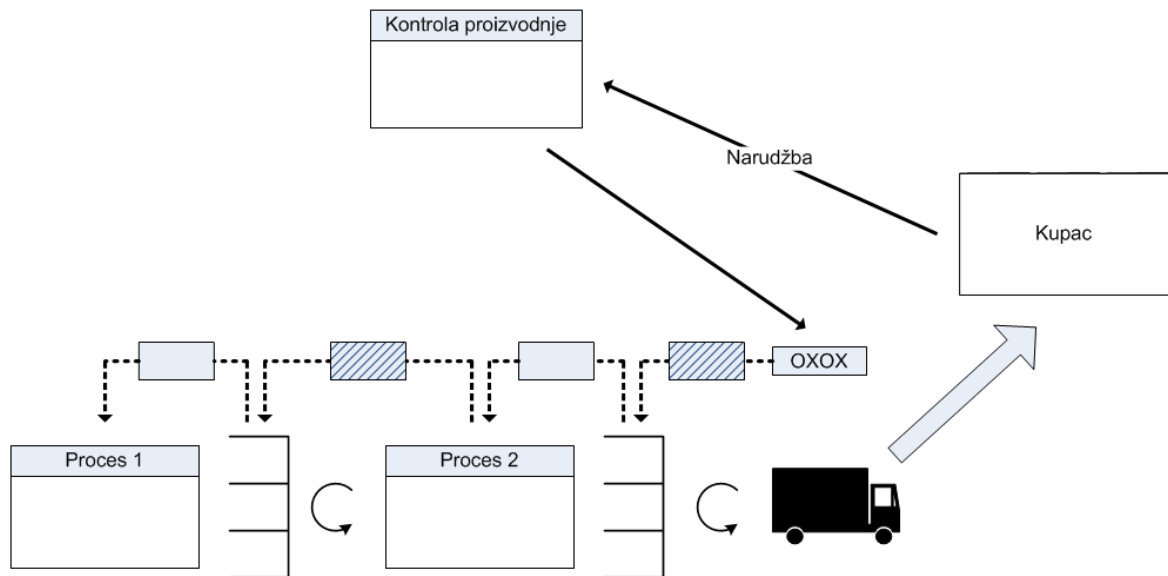 Kontrola proizvodnje
Narudžba
Kupac
OXOX
Proces 1
Proces 2